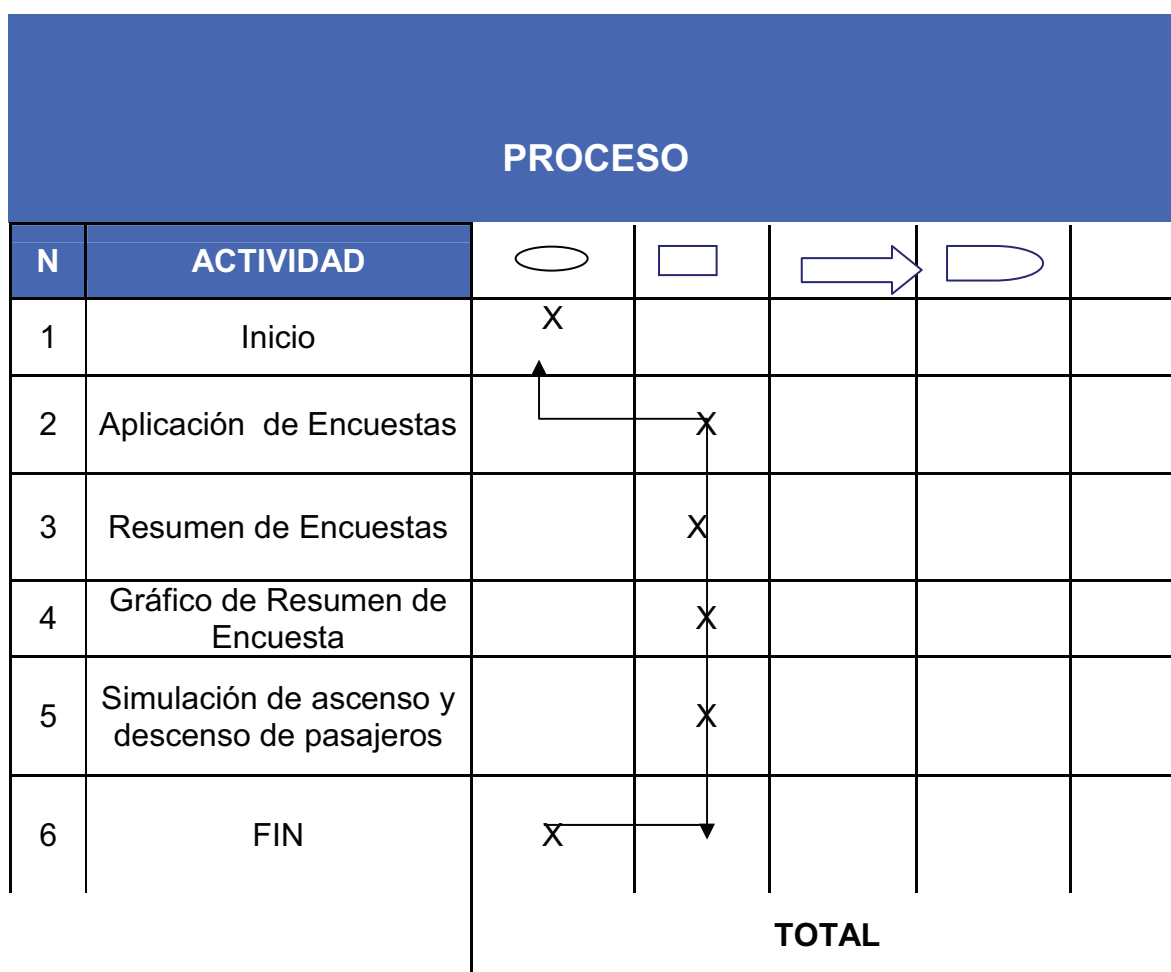 PROCESO
N ACTIVIDAD
1 Inicio X
2 Aplicación de Encuestas X
3 Resumen de Encuestas X
4 Gráfico de Resumen de
Encuesta X
5 Simulación de ascenso y
descenso de pasajeros X
6 FIN X
TOTAL